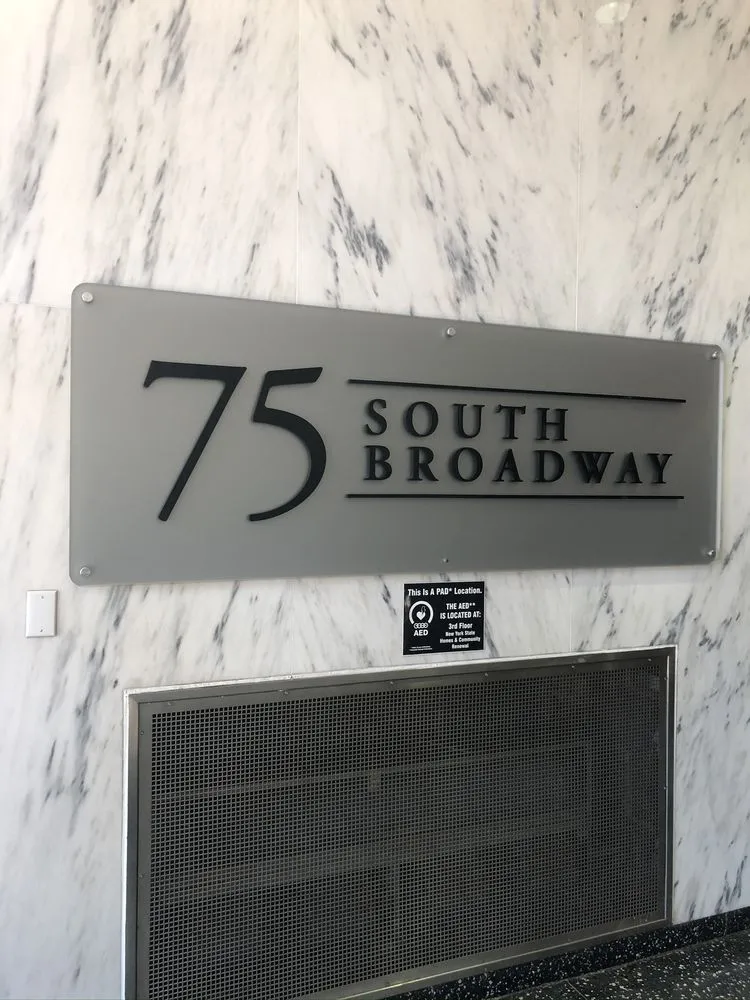 75
SOUTH
BROADWAY
This Is A PAD* Location.
THE AED**
IS LOCATED AT:
3rd Floor
New York State
Homes & Community
Renewal
AED